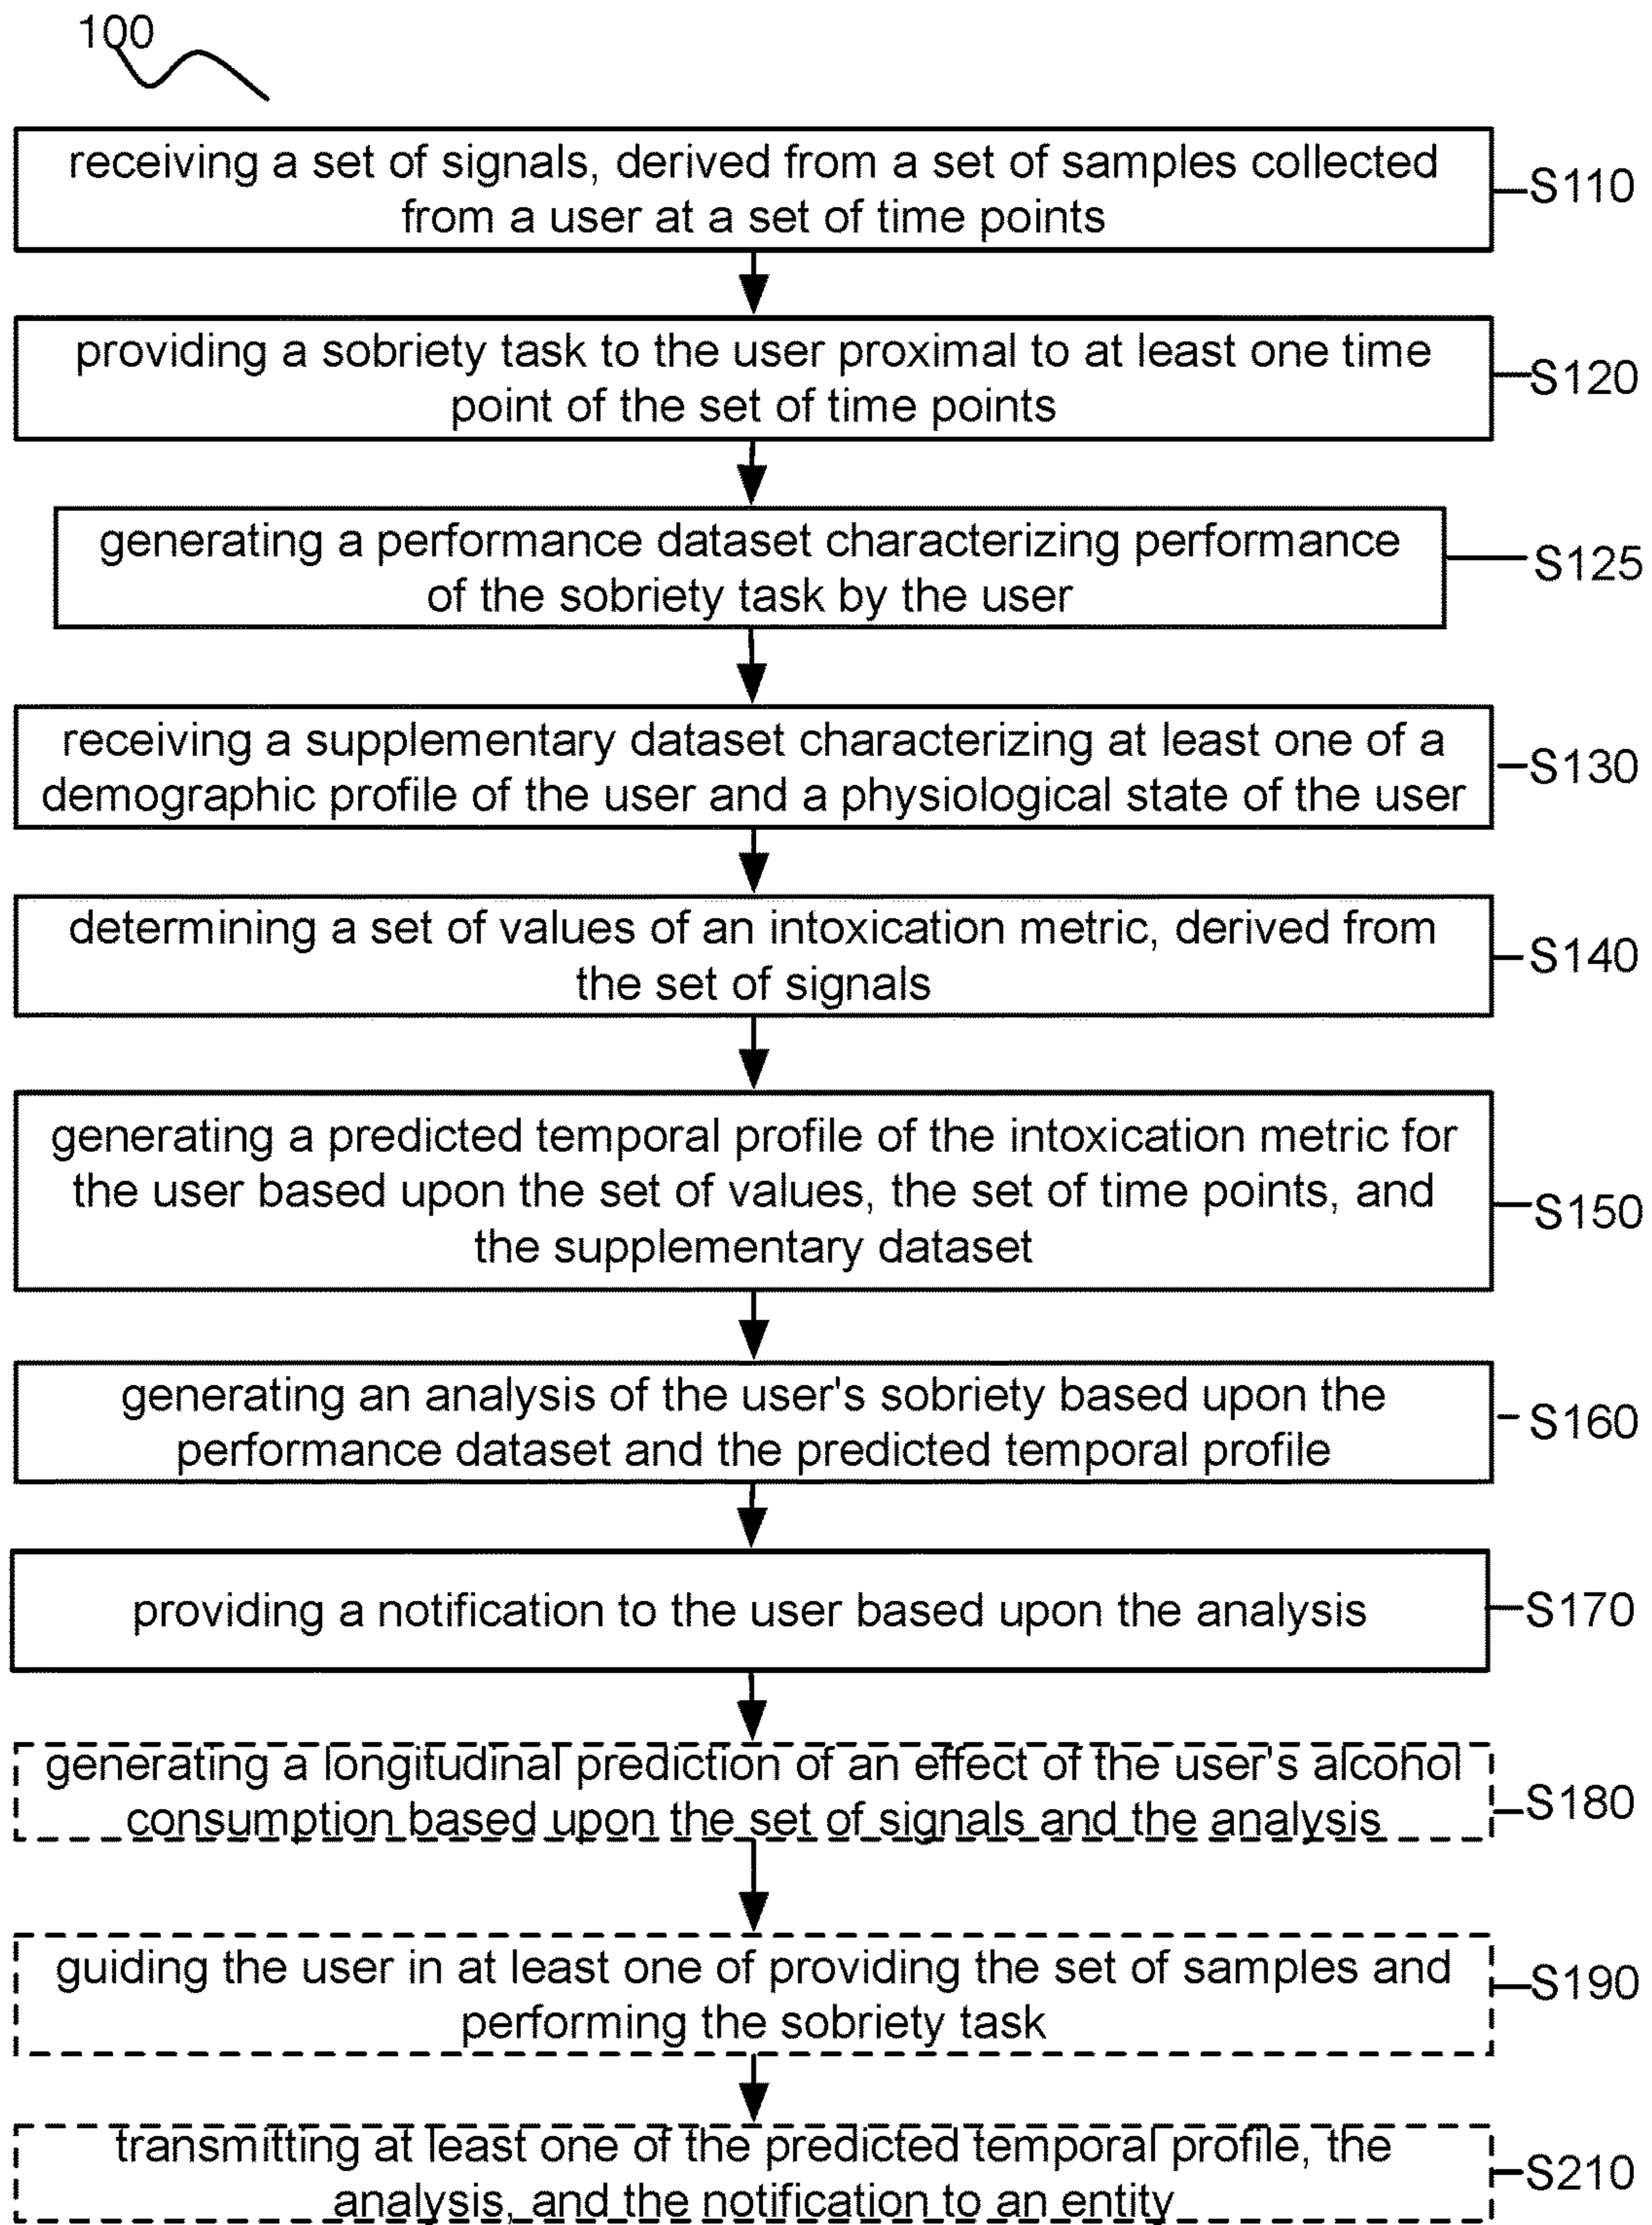 100
receiving a set of signals, derived from a set of samples collected
from a user at a set of time points
S110
providing a sobriety task to the user proximal to at least one time
point of the set of time points
S120
generating a performance dataset characterizing performance
of the sobriety task by the user
S125
receiving a supplementary dataset characterizing at least one of a
demographic profile of the user and a physiological state of the user
S130
determining a set of values of an intoxication metric, derived from
the set of signals
S140
generating a predicted temporal profile of the intoxication metric for
the user based upon the set of values, the set of time points, and
the supplementary dataset
S150
generating an analysis of the user's sobriety based upon the
performance dataset and the predicted temporal profile
S160
providing a notification to the user based upon the analysis
S170
generating a longitudinal prediction of an effect of the user's alcohol
consumption based upon the set of signals and the analysis
S180
guiding the user in at least one of providing the set of samples and
performing the sobriety task
S190
transmitting at least one of the predicted temporal profile, the
analysis, and the notification to an entity
S210